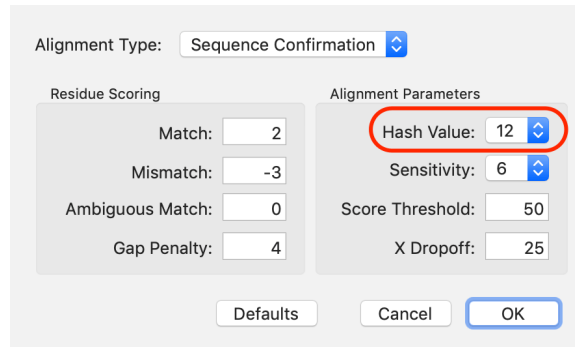 Alignment Type: Sequence Confirmation
Residue Scoring
Match: 2
Mismatch: -3
Ambiguous Match: 0
Gap Penalty: 4
Alignment Parameters
Hash Value: 12
Sensitivity: 6
Score Threshold: 50
X Dropoff: 25
Defaults Cancel OK